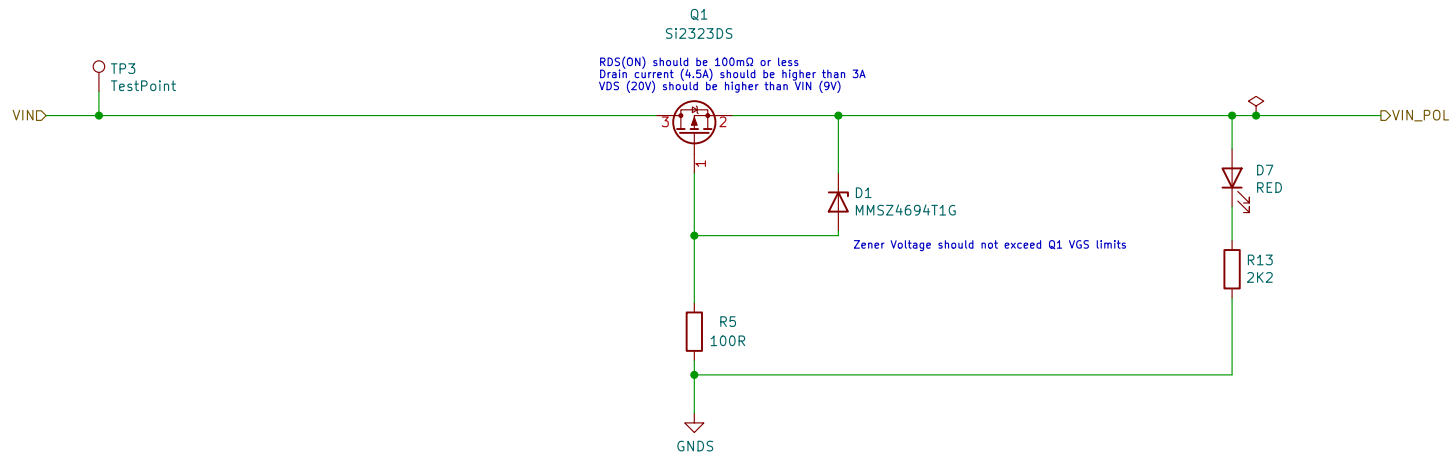 Q1
Si2323DS
RDS(ON) should be 100mΩ or less
Drain current (4.5A) should be higher than 3A
VDS (20V) should be higher than VIN (9V)
TP3
TestPoint
VIN
3
2
VIN_POL
1
D7
RED
D1
MMSZ4694T1G
Zener Voltage should not exceed Q1 VGS limits
R13
2K2
R5
100R
GNDS